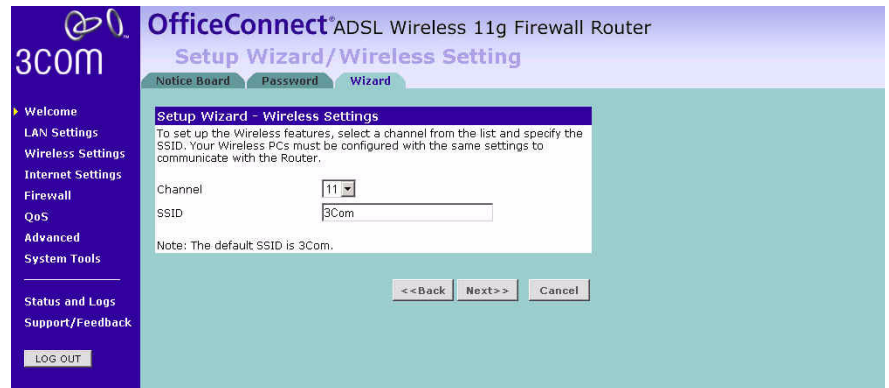 3COM
OfficeConnect® ADSL Wireless 11g Firewall Router
Setup Wizard/Wireless Setting
Notice Board Password Wizard
Welcome
LAN Settings
Wireless Settings
Internet Settings
Firewall
QoS
Advanced
System Tools
Status and Logs
Support/Feedback
LOG OUT
Setup Wizard - Wireless Settings
To set up the Wireless features, select a channel from the list and specify the
SSID. Your Wireless PCs must be configured with the same settings to
communicate with the Router.
Channel 11
SSID 3Com
Note: The default SSID is 3Com.
<<Back Next>> Cancel